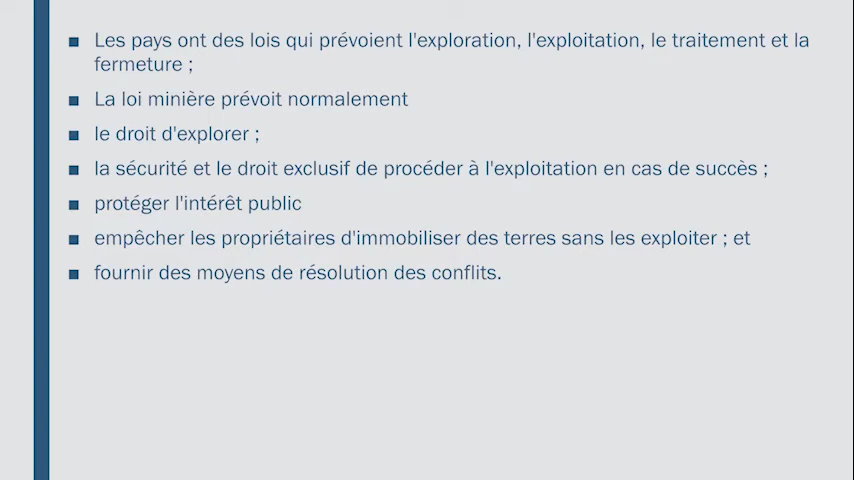 ■ Les pays ont des lois qui prévoient l'exploration, l'exploitation, le traitement et la
fermeture ;
■ La loi minière prévoit normalement
■ le droit d'explorer ;
■ la sécurité et le droit exclusif de procéder à l'exploitation en cas de succès ;
■ protéger l'intérêt public
■ empêcher les propriétaires d'immobiliser des terres sans les exploiter ; et
■ fournir des moyens de résolution des conflits.